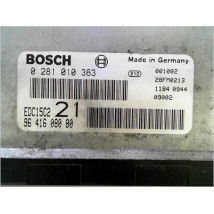 BOSCH
Made in Germany
0 281 010 363
001002
28FM0213
1184 0944
09002
EDC15C2 21
96 416 080 80